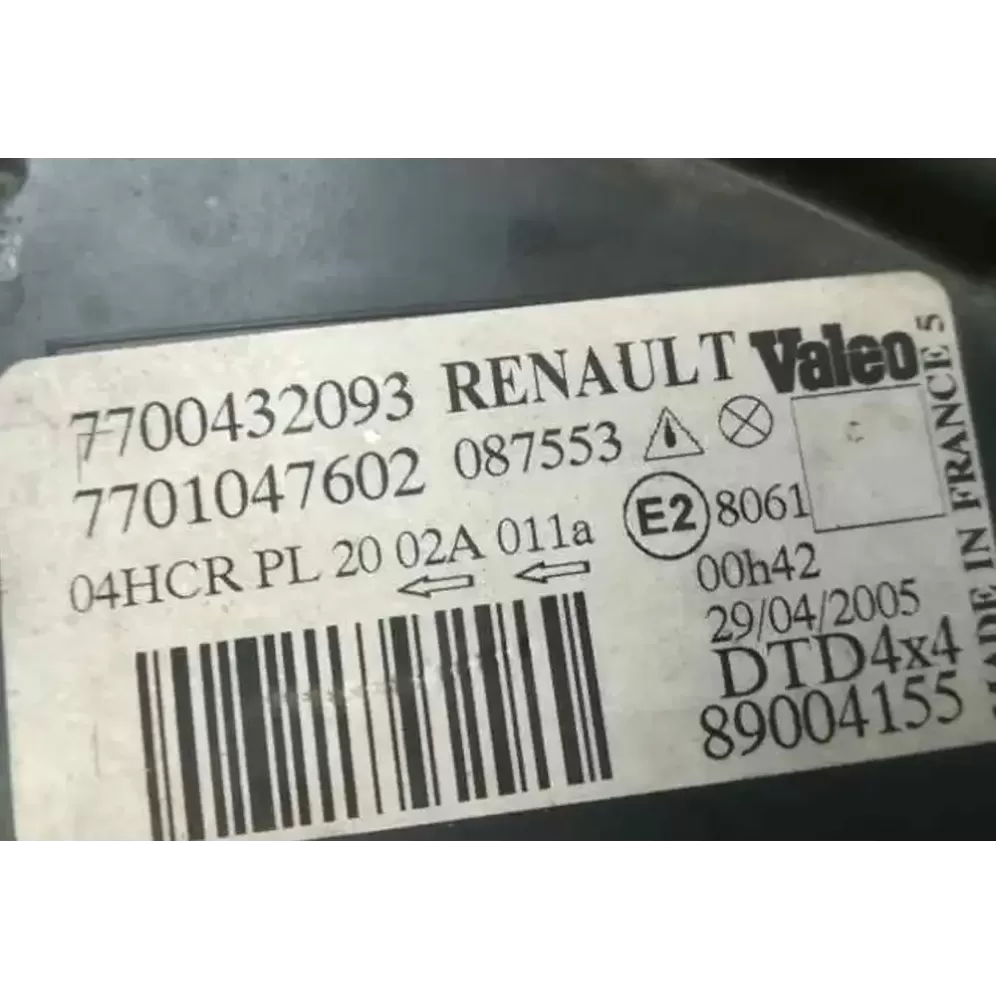 7700432093 RENAULT Valeo
7701047602 087553
E2 8061
04HCR PL 20 02A 011a
00h42
29/04/2005
DTD4x4
89004155
MADE IN FRANCE 5